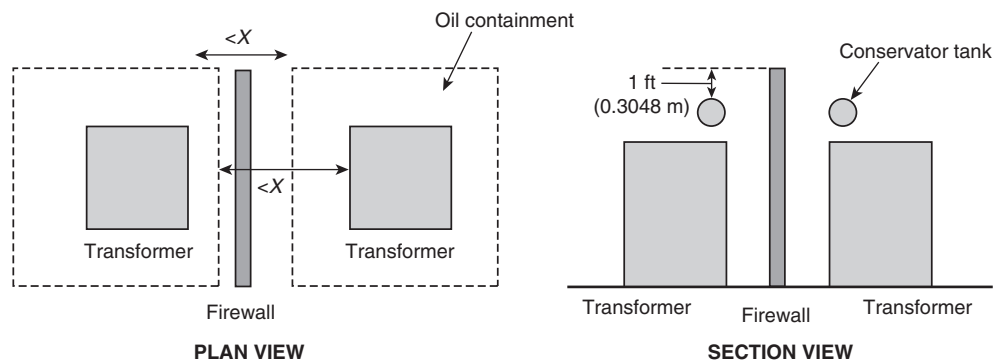 Oil containment
<X
<X
Transformer
Transformer
Firewall
PLAN VIEW
Conservator tank
1 ft
(0.3048 m)
Transformer
Firewall
Transformer
SECTION VIEW